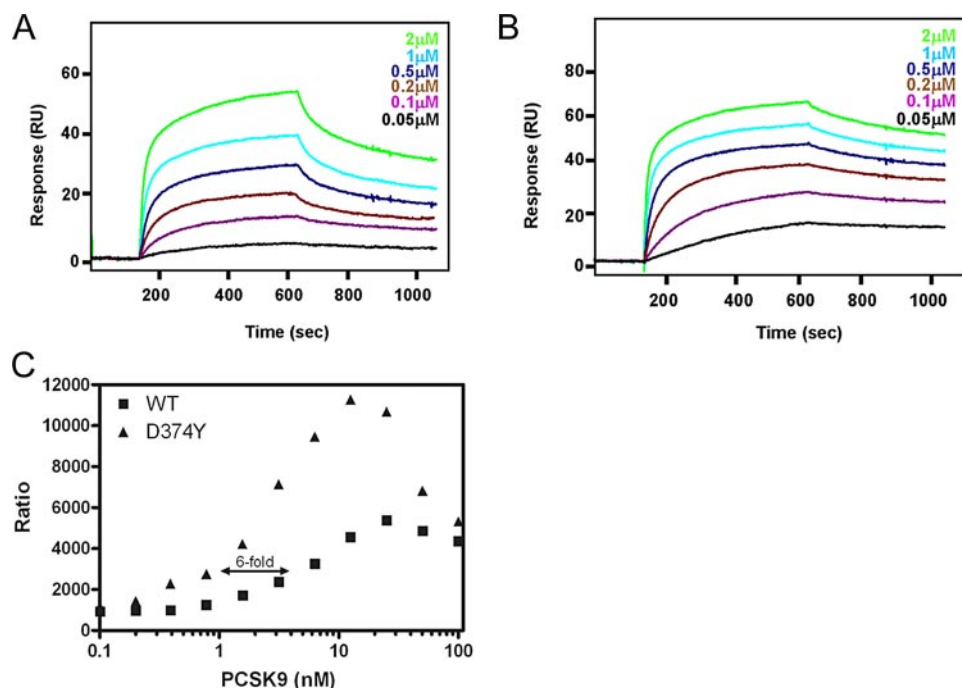 A
2μM
1μM
0.5μM
0.2μM
0.1μM
0.05μM
60
40
20
0
Response (RU)
200 400 600 800 1000
Time (sec)
B
2μM
1μM
0.5μM
0.2μM
0.1μM
0.05μM
80
60
40
20
0
Response (RU)
200 400 600 800 1000
Time (sec)
C
12000
10000
8000
6000
4000
2000
0
Ratio
WT
D374Y
6-fold
0.1 1 10 100
PCSK9 (nM)